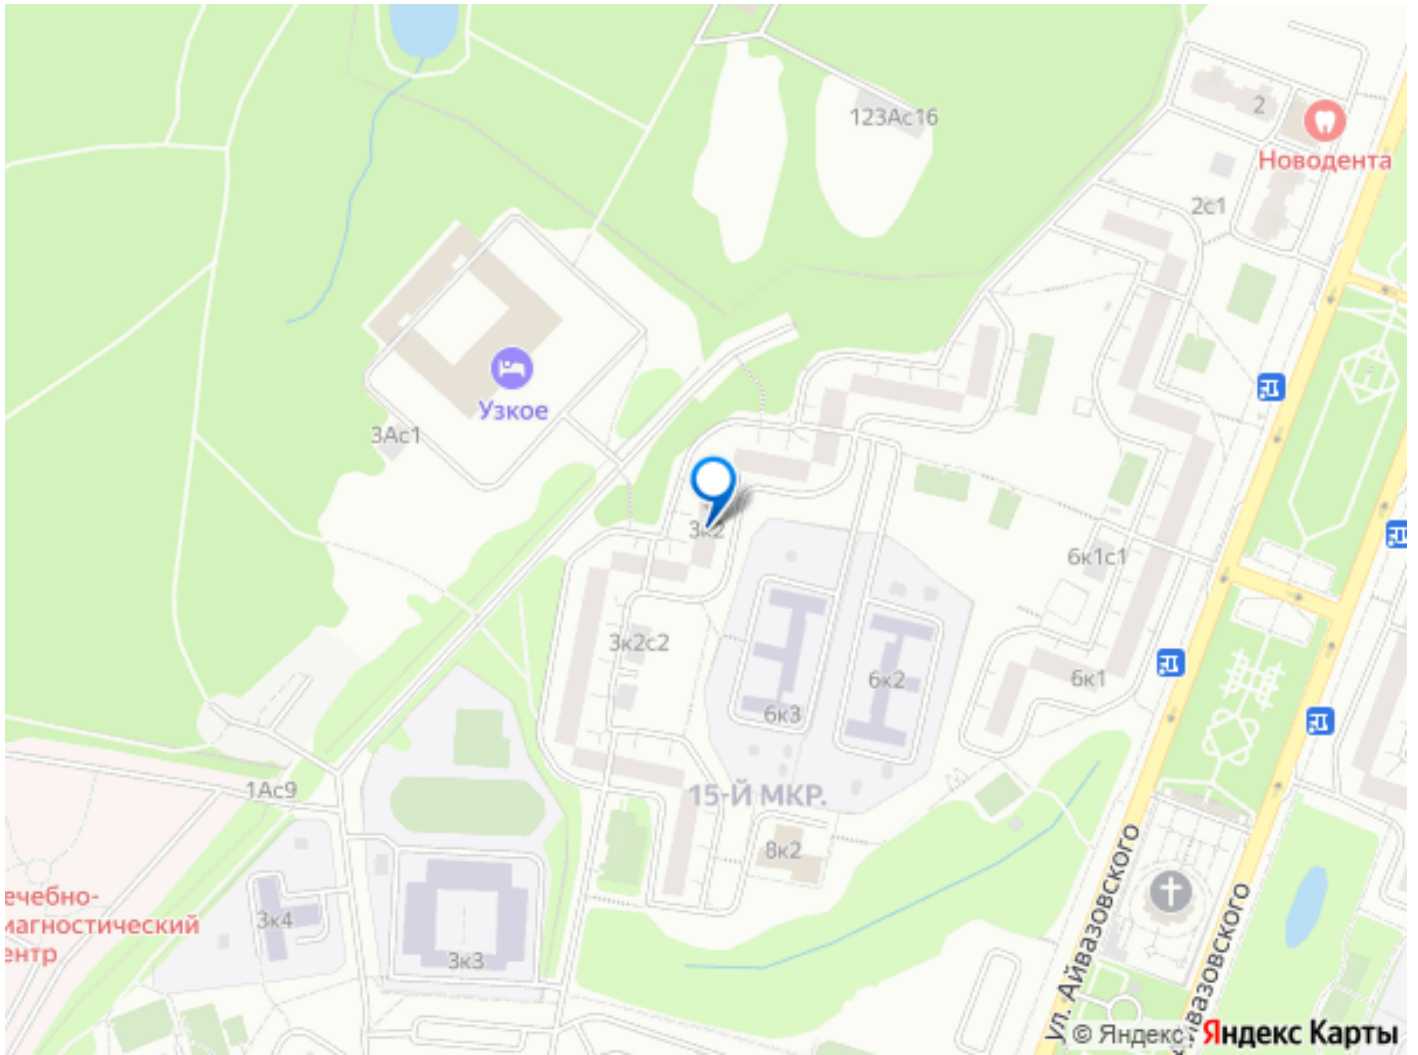 123Ас16
2
Новодента
2с1
Узкое
3Ас1
3к2
6к1с1
3к2с2
6к2
6к1
6к3
1Ас9
15-Й МКР.
8к2
ул. Айвазовского
йвазовского
ечебно-
иагностический
ентр
3к4
3к3
© Яндекс Яндекс Карты